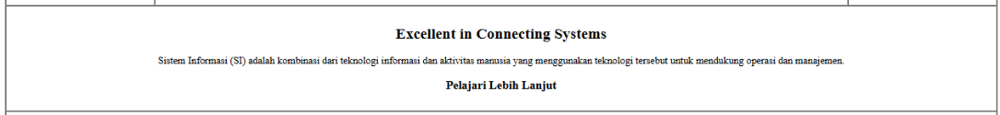 Excellent in Connecting Systems
Sistem Informasi (SI) adalah kombinasi dari teknologi informasi dan aktivitas manusia yang menggunakan teknologi tersebut untuk mendukung operasi dan manajemen.
Pelajari Lebih Lanjut